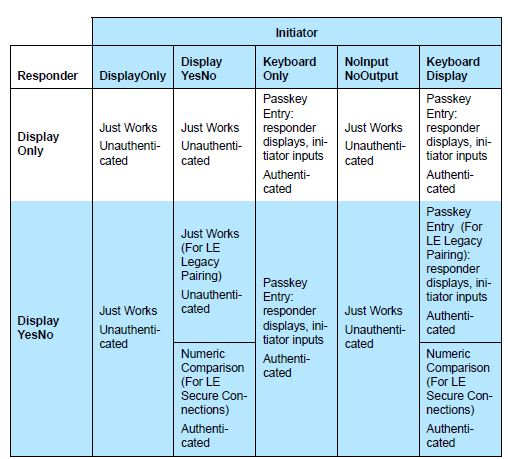 Initiator
Responder
DisplayOnly
Display
YesNo
Keyboard
Only
NoInput
NoOutput
Keyboard
Display
Display
Only
Just Works
Unauthenti-
cated
Just Works
Unauthenti-
cated
Passkey
Entry:
responder
displays, ini-
tiator inputs
Authenti-
cated
Just Works
Unauthenti-
cated
Passkey
Entry:
responder
displays, ini-
tiator inputs
Authenti-
cated
Display
YesNo
Just Works
Unauthenti-
cated
Just Works
(For LE
Legacy
Pairing)
Unauthenti-
cated
Numeric
Comparison
(For LE
Secure Con-
nections)
Authenti-
cated
Passkey
Entry:
responder
displays, ini-
tiator inputs
Authenti-
cated
Just Works
Unauthenti-
cated
Passkey
Entry (For
LE Legacy
Pairing):
responder
displays, ini-
tiator inputs
Authenti-
cated
Numeric
Comparison
(For LE
Secure Con-
nections)
Authenti-
cated